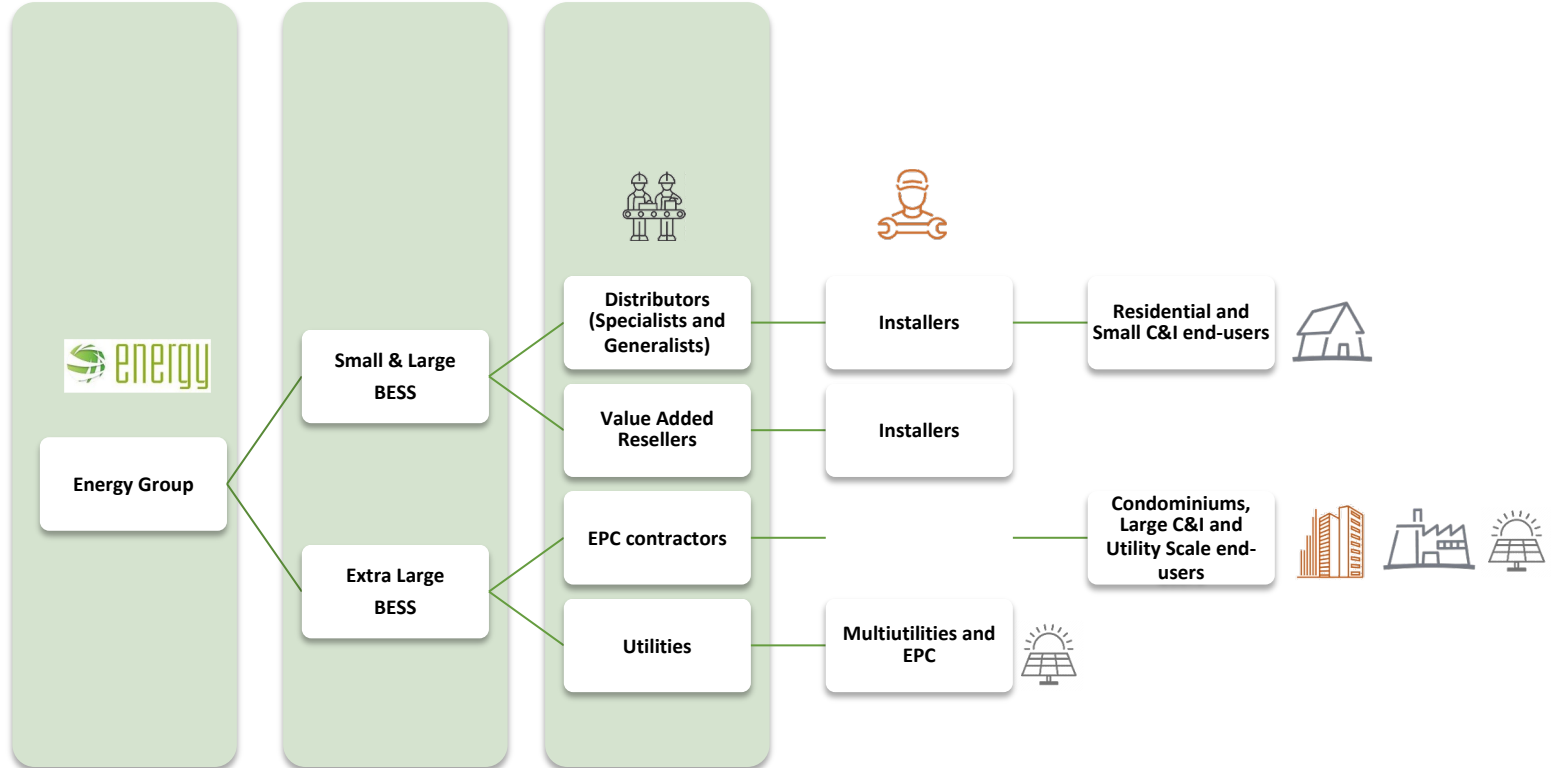 energy
Energy Group
Small & Large
BESS
Extra Large
BESS
Distributors
(Specialists and
Generalists)
Value Added
Resellers
EPC contractors
Utilities
Installers
Installers
Multiutilities and
EPC
Residential and
Small C&I end-users
Condominiums,
Large C&I and
Utility Scale end-
users